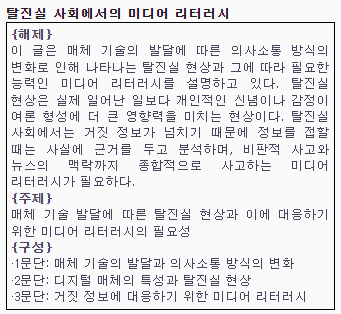 탈진실 사회에서의 미디어 리터러시
{해제}
이 글은 매체 기술의 발달에 따른 의사소통 방식의
변화로 인해 나타나는 탈진실 현상과 그에 따라 필요한
능력인 미디어 리터러시를 설명하고 있다. 탈진실
현상은 실제 일어난 일보다 개인적인 신념이나 감정이
여론 형성에 더 큰 영향력을 미치는 현상이다. 탈진실
사회에서는 거짓 정보가 넘치기 때문에 정보를 접할
때는 사실에 근거를 두고 분석하며, 비판적 사고와
뉴스의 맥락까지 종합적으로 사고하는 미디어
리터러시가 필요하다.
{주제}
매체 기술 발달에 따른 탈진실 현상과 이에 대응하기
위한 미디어 리터러시의 필요성
{구성}
·1문단: 매체 기술의 발달과 의사소통 방식의 변화
·2문단: 디지털 매체의 특성과 탈진실 현상
·3문단: 거짓 정보에 대응하기 위한 미디어 리터러시